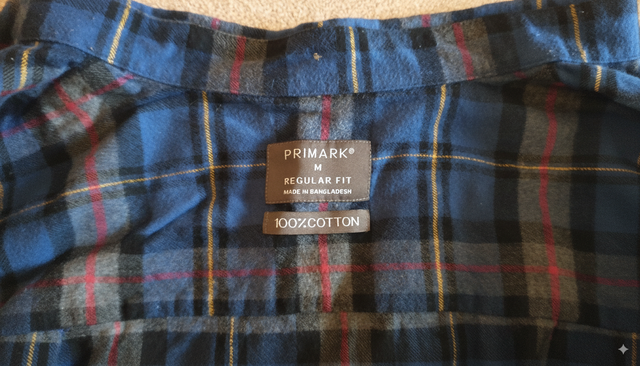 PRIMARK®
M
REGULAR FIT
MADE IN BANGLADESH
100%COTTON